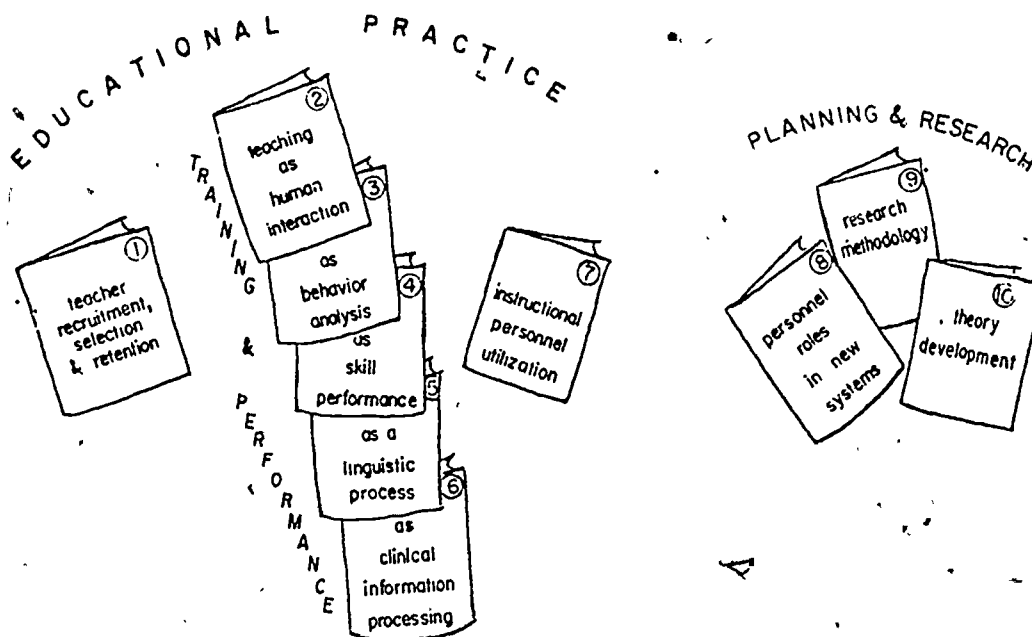 EDUCATIONAL PRACTICE
①
teacher
recruitment,
selection
& retention
TRAINING & PERFORMANCE
②
teaching
as
human
interaction
③
as
behavior
analysis
④
as
skill
performance
⑤
as a
linguistic
process
⑥
as
clinical
information
processing
⑦
instructional
personnel
utilization
PLANNING & RESEARCH
⑧
personnel
roles
in new
systems
⑨
research
methodology
⑩
theory
development